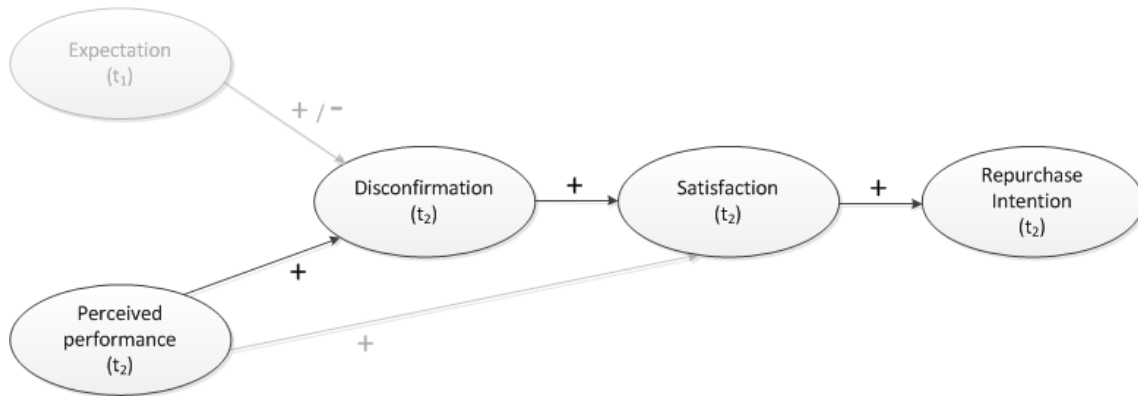 Expectation
(t₁)
+ / -
Disconfirmation
(t₂)
+
Satisfaction
(t₂)
+
Repurchase
Intention
(t₂)
+
Perceived
performance
(t₂)
+